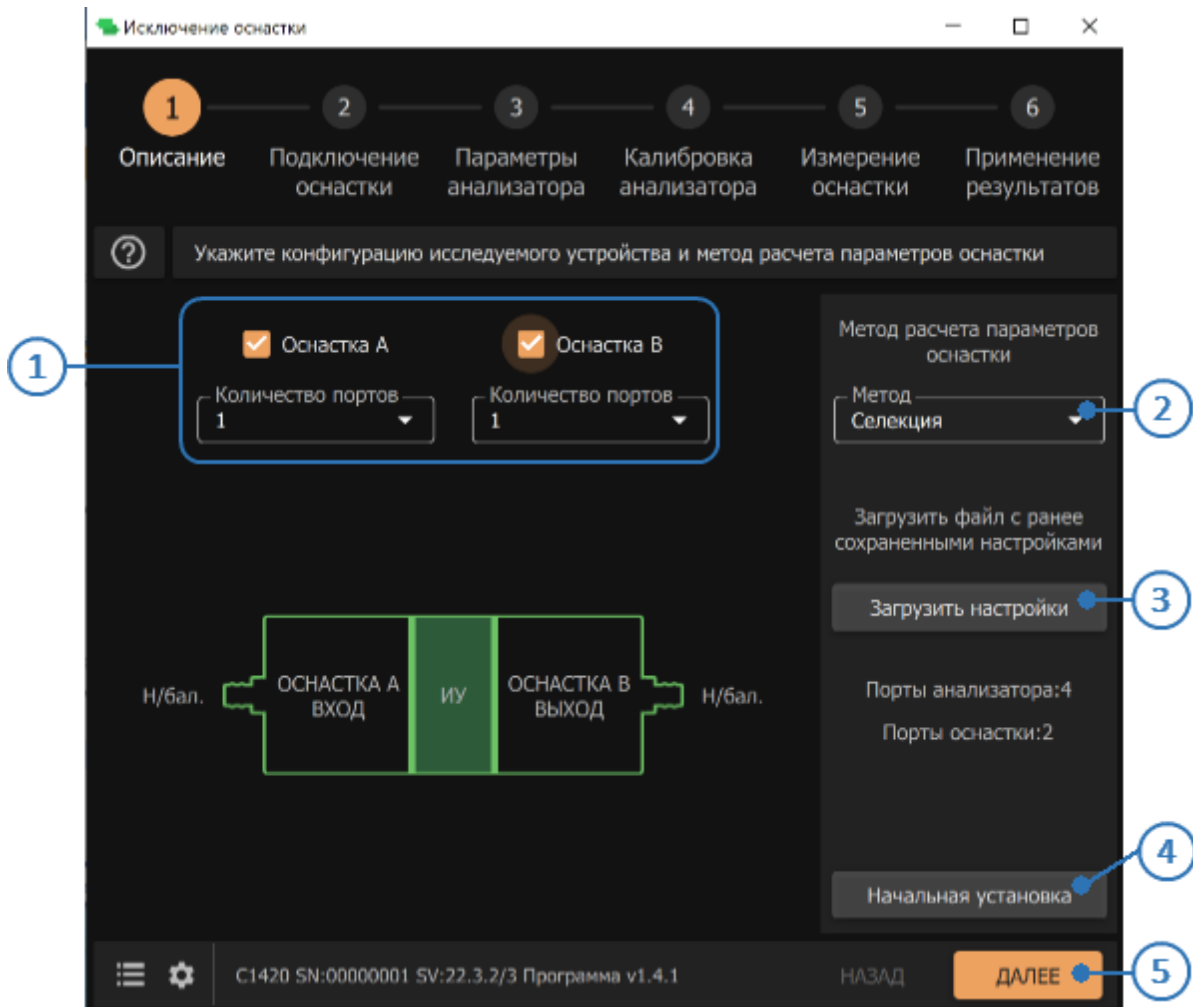 Исключение оснастки
1 2 3 4 5 6
Описание Подключение оснастки Параметры анализатора Калибровка анализатора Измерение оснастки Применение результатов
Укажите конфигурацию исследуемого устройства и метод расчета параметров оснастки
1
Оснастка А
Оснастка В
Количество портов
1
Количество портов
1
Метод расчета параметров
оснастки
Метод
Селекция
2
Загрузить файл с ранее
сохраненными настройками
Загрузить настройки
3
Н/бал.
ОСНАСТКА А
ВХОД
ИУ
ОСНАСТКА В
ВЫХОД
Н/бал.
Порты анализатора:4
Порты оснастки:2
Начальная установка
4
C1420 SN:00000001 SV:22.3.2/3 Программа v1.4.1
НАЗАД
ДАЛЕЕ
5